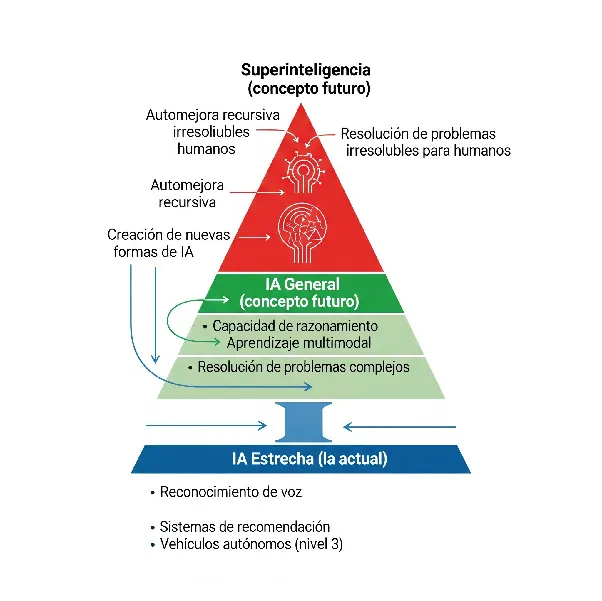 Superinteligencia
(concepto futuro)
Automejora recursiva
irresoliubles
humanos
Resolución de problemas
irresolubles para humanos
Automejora
recursiva
Creación de nuevas
formas de IA
IA General
(concepto futuro)
• Capacidad de razonamiento
Aprendizaje multimodal
• Resolución de problemas complejos
IA Estrecha (la actual)
• Reconocimiento de voz
• Sistemas de recomendación
• Vehículos autónomos (nivel 3)